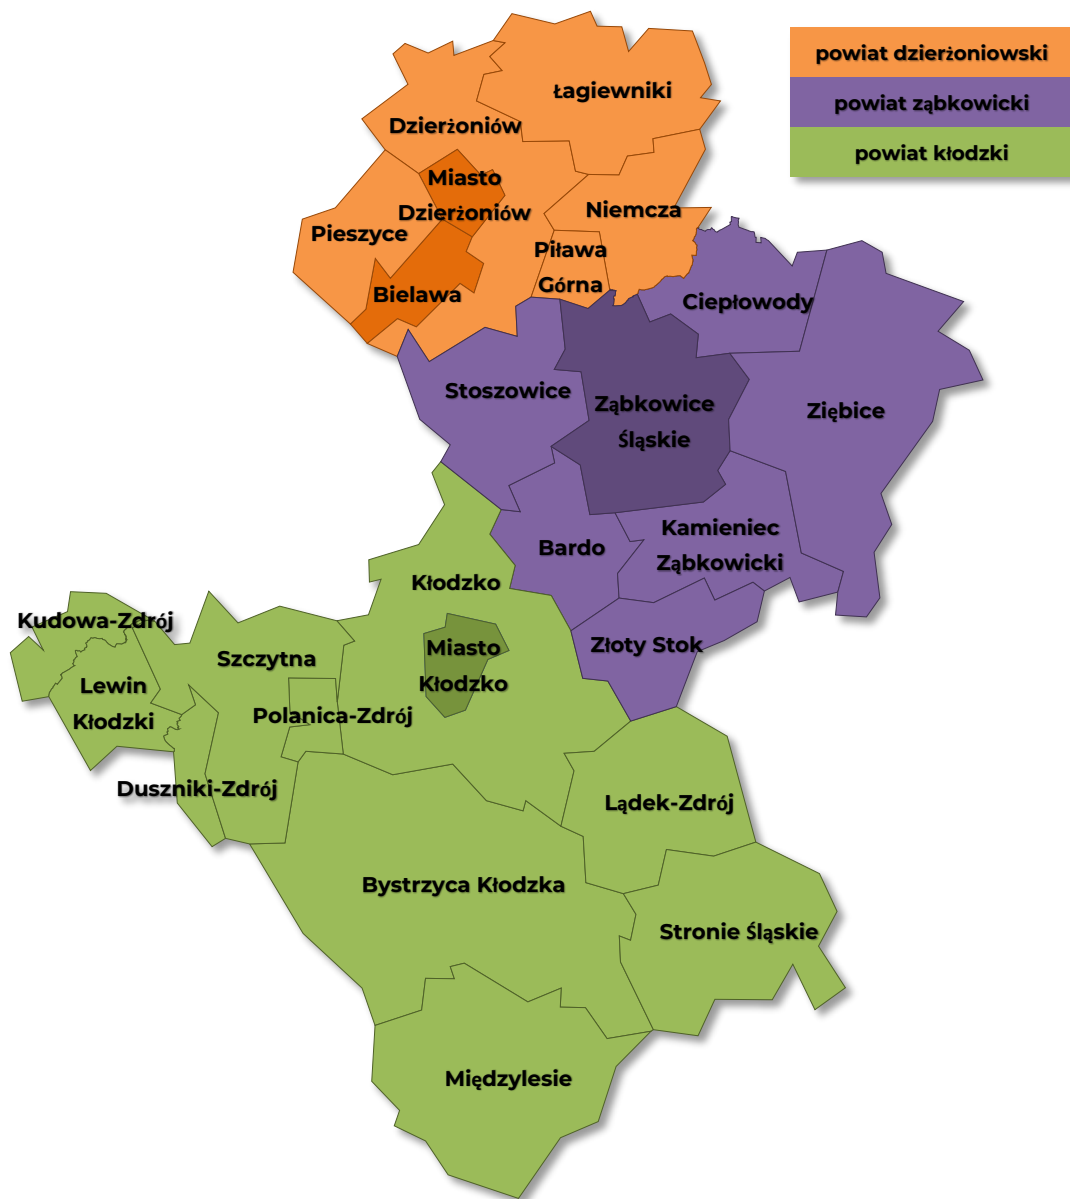 powiat dzierżoniowski
powiat ząbkowicki
powiat kłodzki
Łagiewniki
Dzierżoniów
Miasto
Dzierżoniów
Niemcza
Pieszyce
Piława
Górna
Bielawa
Ciepłowody
Stoszowice
Ząbkowice
Śląskie
Ziębice
Kamieniec
Ząbkowicki
Bardo
Kłodzko
Kudowa-Zdrój
Złoty Stok
Miasto
Kłodzko
Szczytna
Lewin
Kłodzki
Polanica-Zdrój
Duszniki-Zdrój
Lądek-Zdrój
Bystrzyca Kłodzka
Stronie Śląskie
Międzylesie